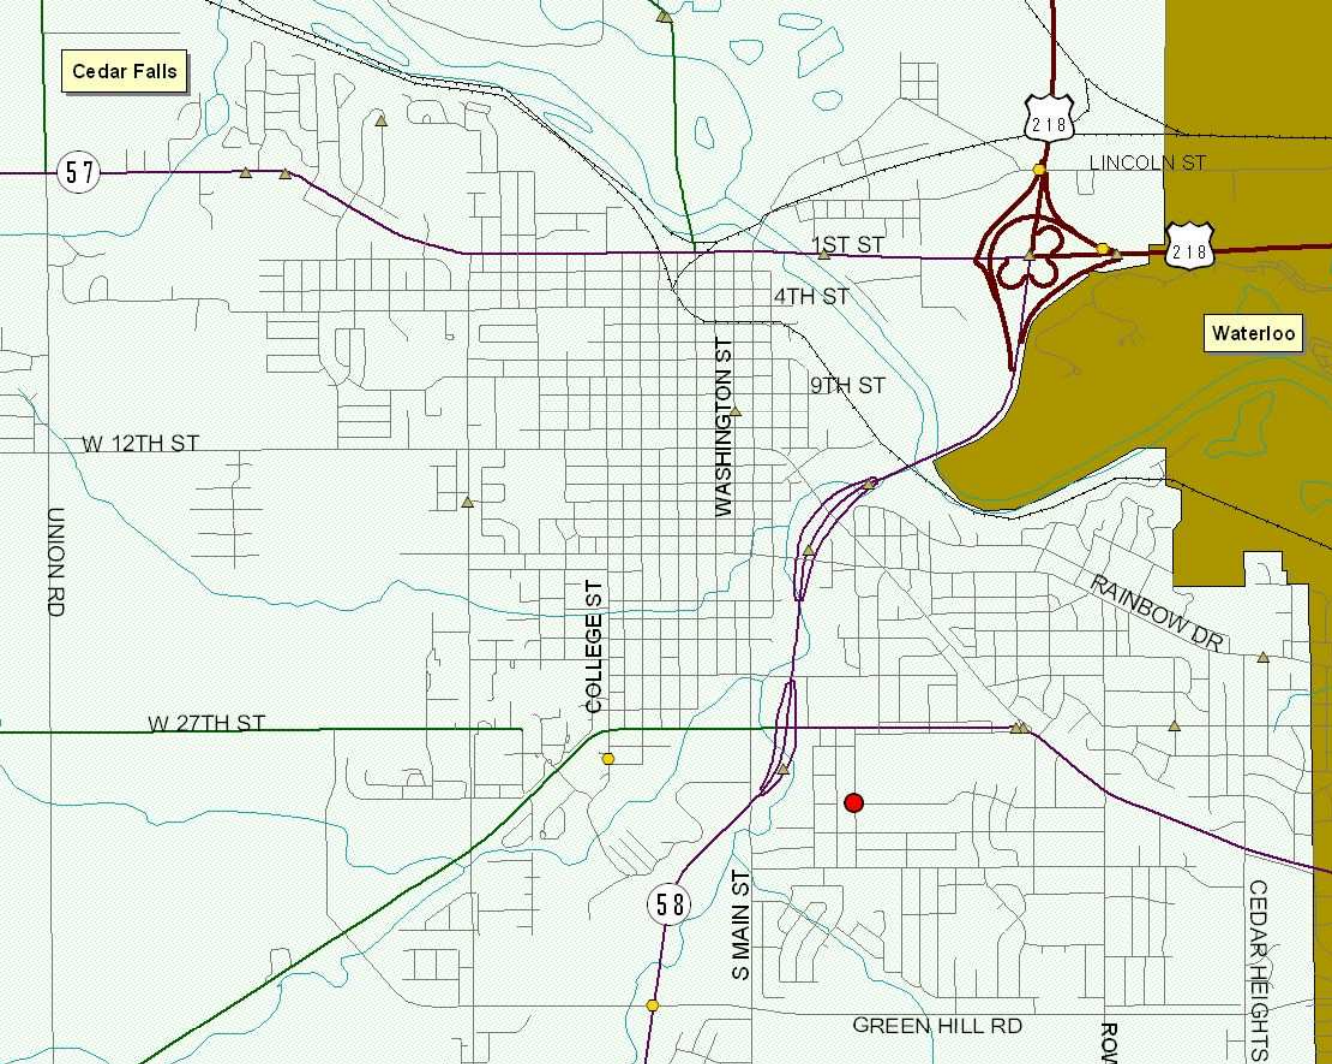 Cedar Falls
218
57
LINCOLN ST
1ST ST
218
4TH ST
Waterloo
WASHINGTON ST
9TH ST
W 12TH ST
UNION RD
COLLEGE ST
RAINBOW DR
W 27TH ST
58
S MAIN ST
CEDAR HEIGHTS
GREEN HILL RD
ROW